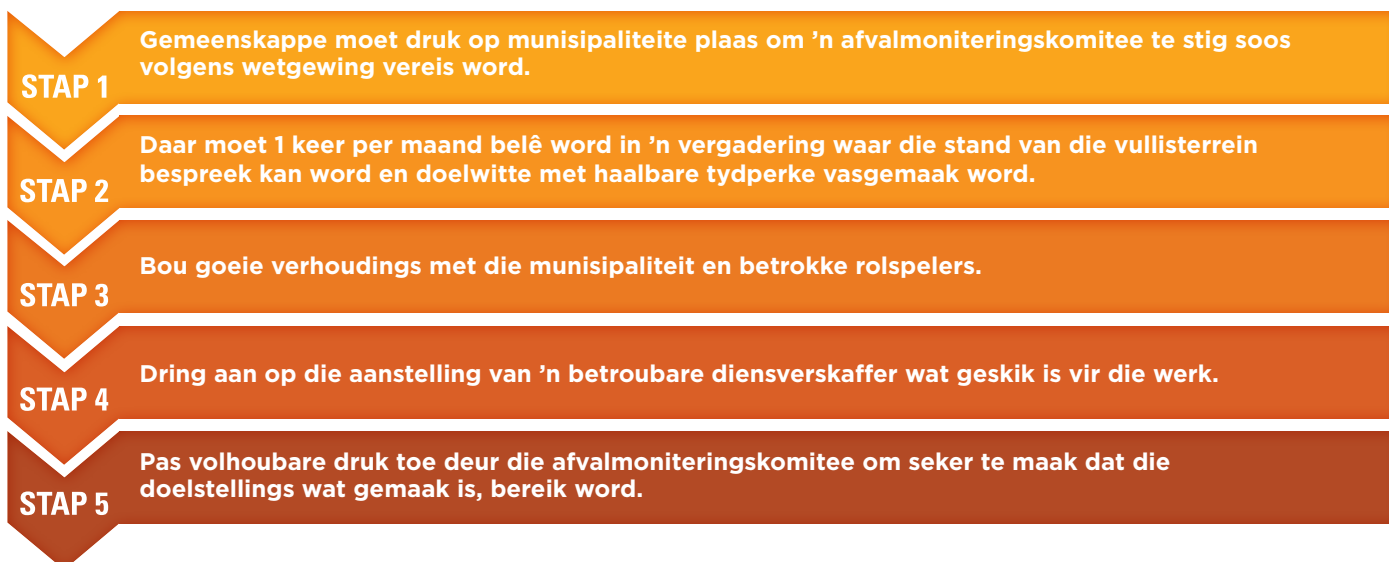 STAP 1
Gemeenskappe moet druk op munisipaliteite plaas om ’n afvalmoniteringskomitee te stig soos
volgens wetgewing vereis word.
STAP 2
Daar moet 1 keer per maand belê word in ’n vergadering waar die stand van die vullisterrein
bespreek kan word en doelwitte met haalbare tydperke vasgemaak word.
STAP 3
Bou goeie verhoudings met die munisipaliteit en betrokke rolspelers.
STAP 4
Dring aan op die aanstelling van ’n betroubare diensverskaffer wat geskik is vir die werk.
STAP 5
Pas volhoubare druk toe deur die afvalmoniteringskomitee om seker te maak dat die
doelstellings wat gemaak is, bereik word.